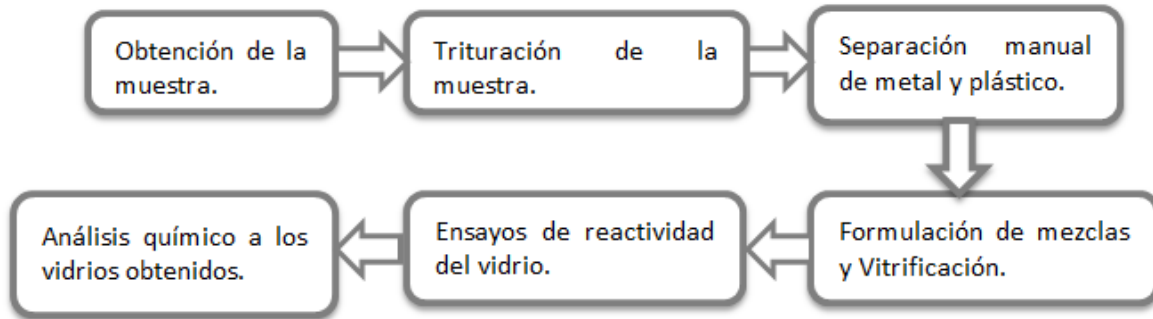 Obtención de la
muestra.
Trituración de la
muestra.
Separación manual
de metal y plástico.
Formulación de mezclas
y Vitrificación.
Ensayos de reactividad
del vidrio.
Análisis químico a los
vidrios obtenidos.